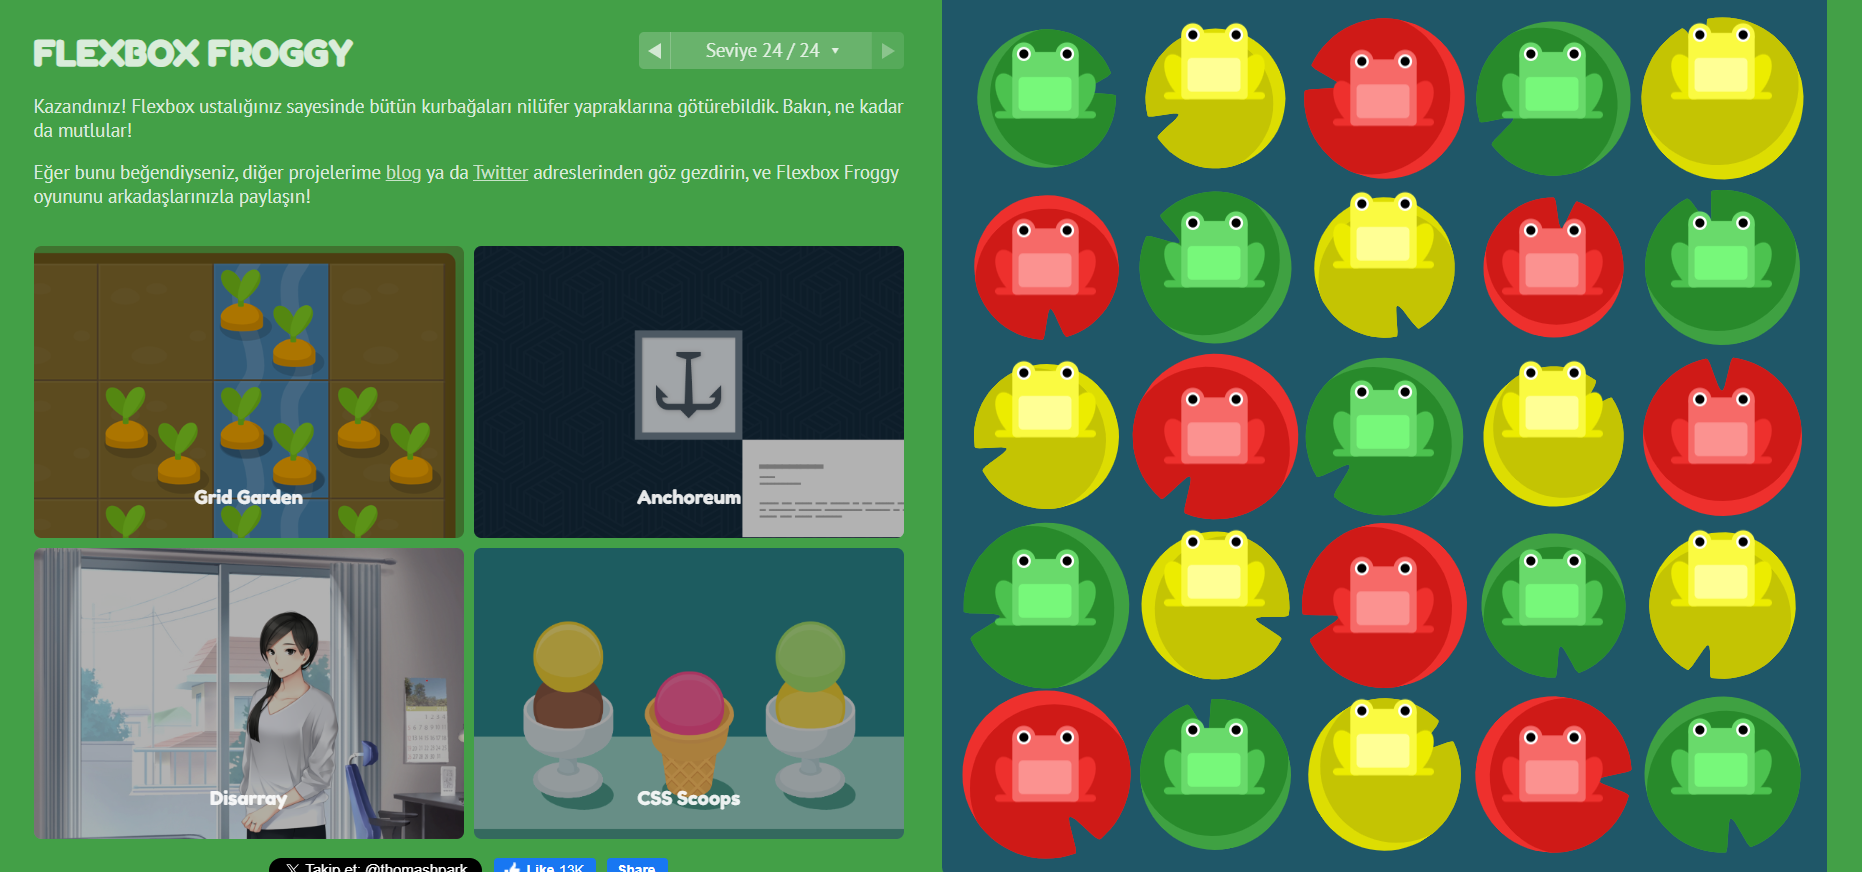 FLEXBOX FROGGY
Seviye 24 / 24
Kazandınız! Flexbox ustalığınız sayesinde bütün kurbağaları nilüfer yapraklarına götürebildik. Bakın, ne kadar
da mutlular!
Eğer bunu beğendiyseniz, diğer projelerime blog ya da Twitter adreslerinden göz gezdirin, ve Flexbox Froggy
oyununu arkadaşlarınızla paylaşın!
Grid Garden
Anchoreum
Disarray
CSS Scoops
Takip et: @thomashpark
Like 13K
Share